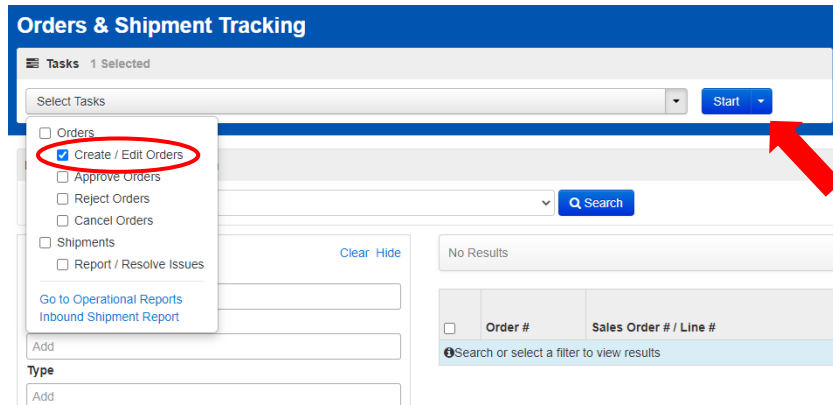 Orders & Shipment Tracking
Tasks 1 Selected
Select Tasks
Start
Orders
Create / Edit Orders
Approve Orders
Reject Orders
Cancel Orders
Shipments
Report / Resolve Issues
Go to Operational Reports
Inbound Shipment Report
Search
Clear Hide
Add
Type
Add
No Results
Order # Sales Order # / Line #
Search or select a filter to view results